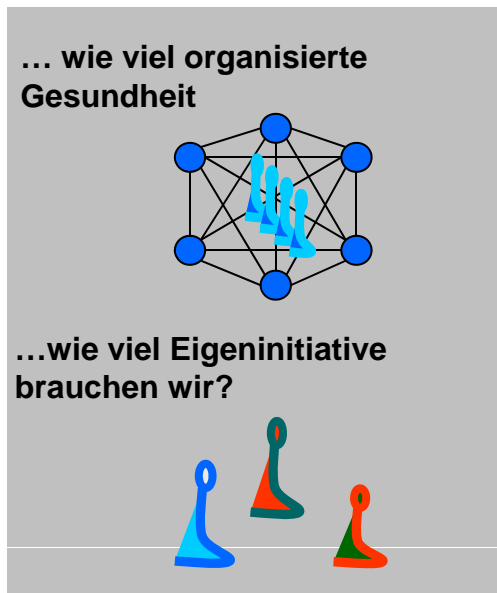 … wie viel organisierte
Gesundheit
…wie viel Eigeninitiative
brauchen wir?